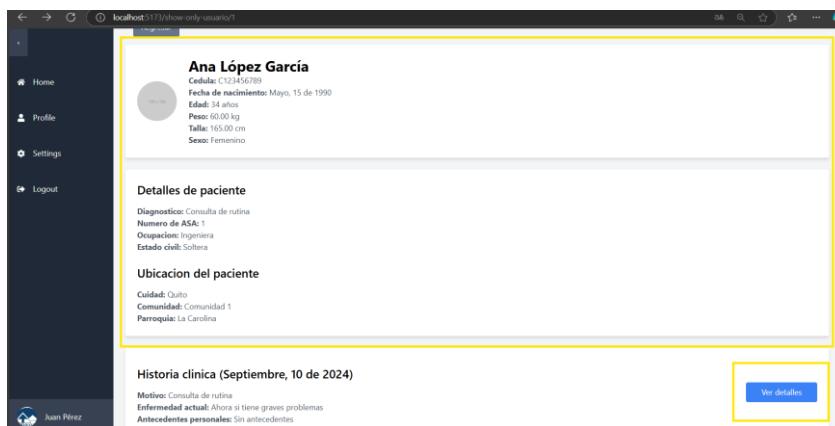 localhost:5173/show-only-usuario/1
Regresar
Home
Profile
Settings
Logout
Juan Pérez
Ana López García
Cedula: C123456789
Fecha de nacimiento: Mayo, 15 de 1990
Edad: 34 años
Peso: 60.00 kg
Talla: 165.00 cm
Sexo: Femenino
Detalles de paciente
Diagnostico: Consulta de rutina
Numero de ASA: 1
Ocupacion: Ingeniera
Estado civil: Soltera
Ubicacion del paciente
Cuidad: Quito
Comunidad: Comunidad 1
Parroquia: La Carolina
Historia clinica (Septiembre, 10 de 2024)
Motivo: Consulta de rutina
Enfermedad actual: Ahora si tiene graves problemas
Antecedentes personales: Sin antecedentes
Ver detalles